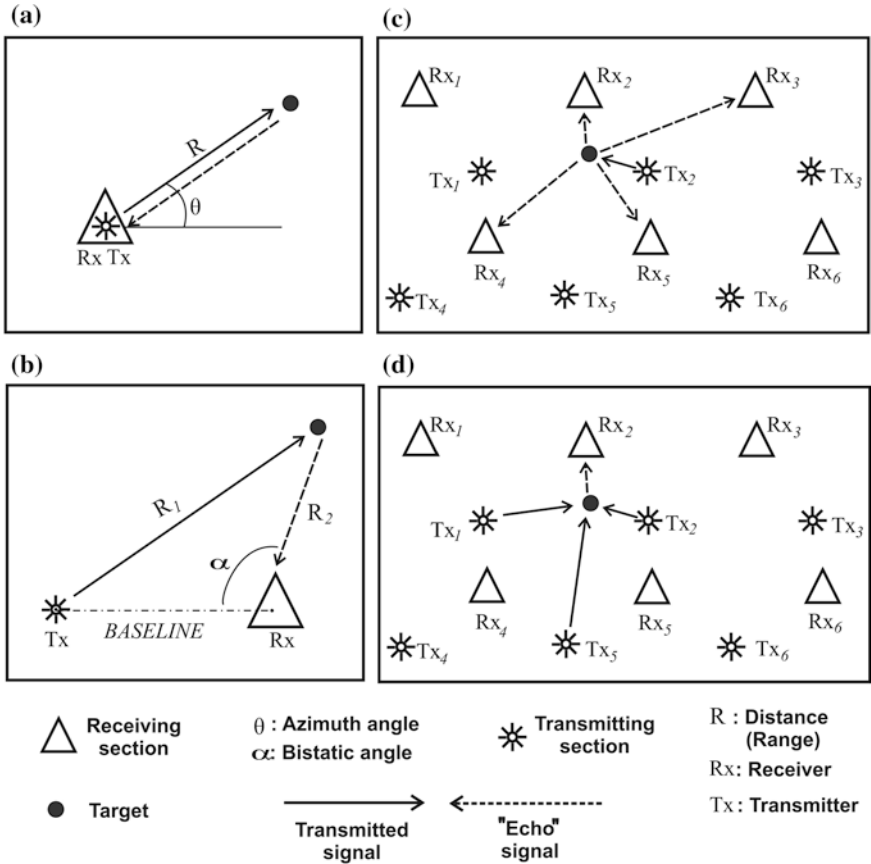 (a)
R
θ
Rx Tx
(c)
Rx1
Rx2
Rx3
Tx1
Tx2
Tx3
Rx4
Rx5
Rx6
Tx4
Tx5
Tx6
(b)
R1
R2
α
BASELINE
Tx
Rx
(d)
Rx1
Rx2
Rx3
Tx1
Tx2
Tx3
Rx4
Rx5
Rx6
Tx4
Tx5
Tx6
Receiving
section
θ : Azimuth angle
α: Bistatic angle
Transmitting
section
R : Distance
(Range)
Rx: Receiver
Tx: Transmitter
Target
Transmitted
signal
"Echo"
signal